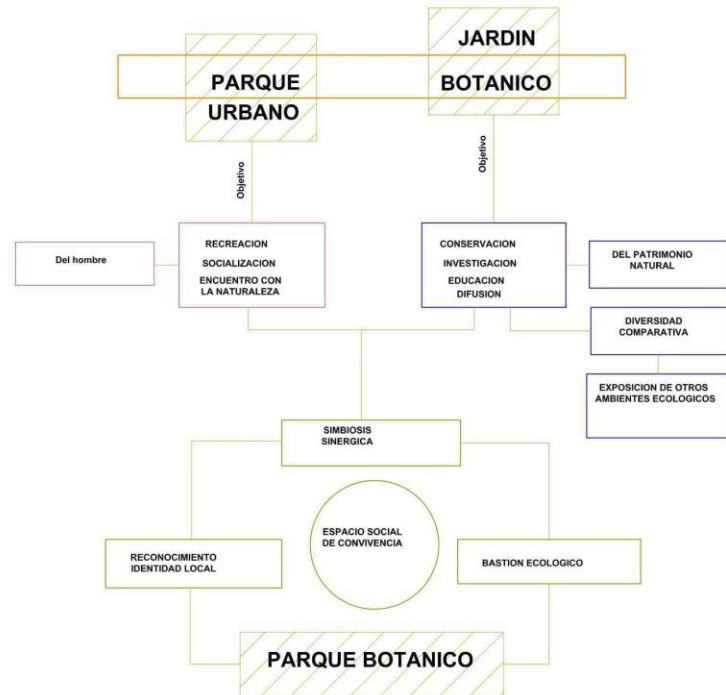 PARQUE
URBANO
JARDIN
BOTANICO
Objetivo
Objetivo
Del hombre
RECREACION
SOCIALIZACION
ENCUENTRO CON
LA NATURALEZA
CONSERVACION
INVESTIGACION
EDUCACION
DIFUSION
DEL PATRIMONIO
NATURAL
DIVERSIDAD
COMPARATIVA
EXPOSICION DE OTROS
AMBIENTES ECOLOGICOS
SIMBIOSIS
SINERGICA
ESPACIO SOCIAL
DE CONVIVENCIA
RECONOCIMIENTO
IDENTIDAD LOCAL
BASTION ECOLOGICO
PARQUE BOTANICO